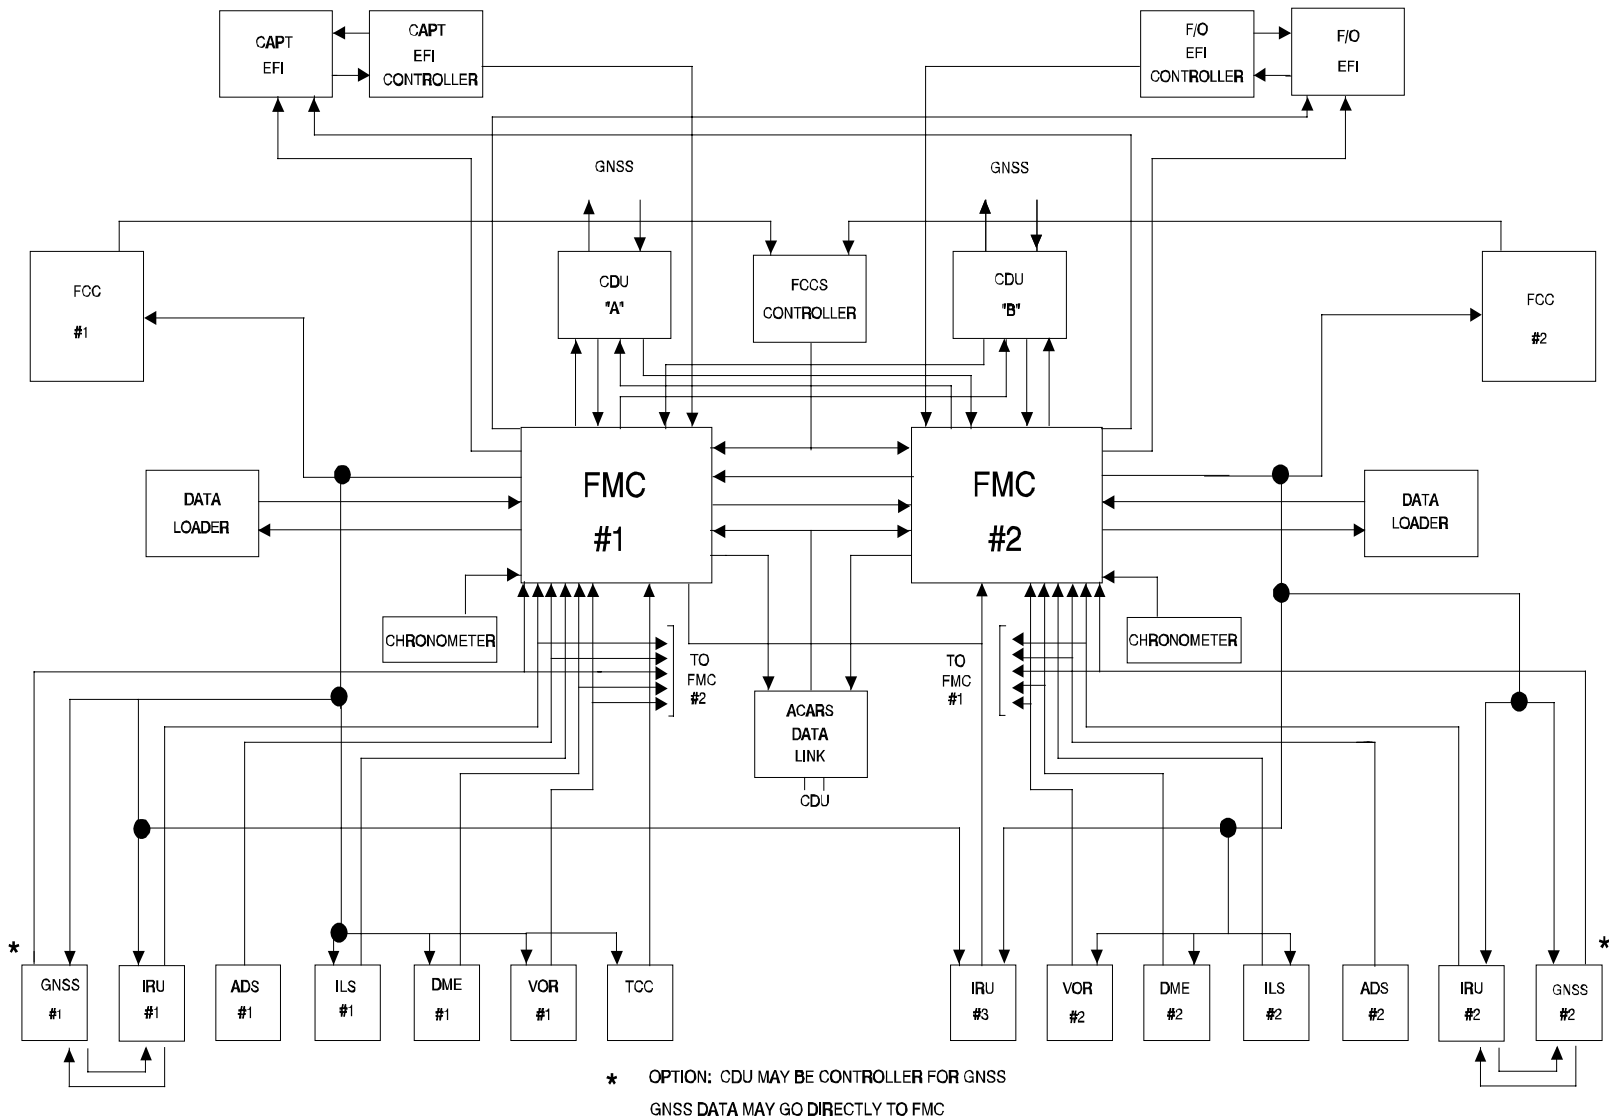 CAPT
EFI
CAPT
EFI
CONTROLLER
F/O
EFI
CONTROLLER
F/O
EFI
GNSS
GNSS
FCC
#1
CDU
"A"
FCCS
CONTROLLER
CDU
"B"
FCC
#2
DATA
LOADER
FMC
#1
FMC
#2
DATA
LOADER
CHRONOMETER
CHRONOMETER
TO
FMC
#2
TO
FMC
#1
ACARS
DATA
LINK
CDU
*
GNSS
#1
IRU
#1
ADS
#1
ILS
#1
DME
#1
VOR
#1
TCC
IRU
#3
VOR
#2
DME
#2
ILS
#2
ADS
#2
IRU
#2
*
GNSS
#2
* OPTION: CDU MAY BE CONTROLLER FOR GNSS
GNSS DATA MAY GO DIRECTLY TO FMC